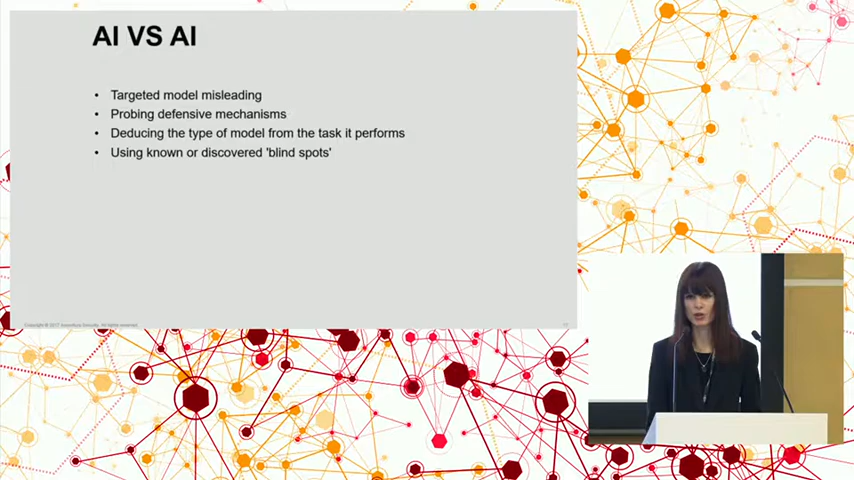 AI VS AI
• Targeted model misleading
• Probing defensive mechanisms
• Deducing the type of model from the task it performs
• Using known or discovered 'blind spots'